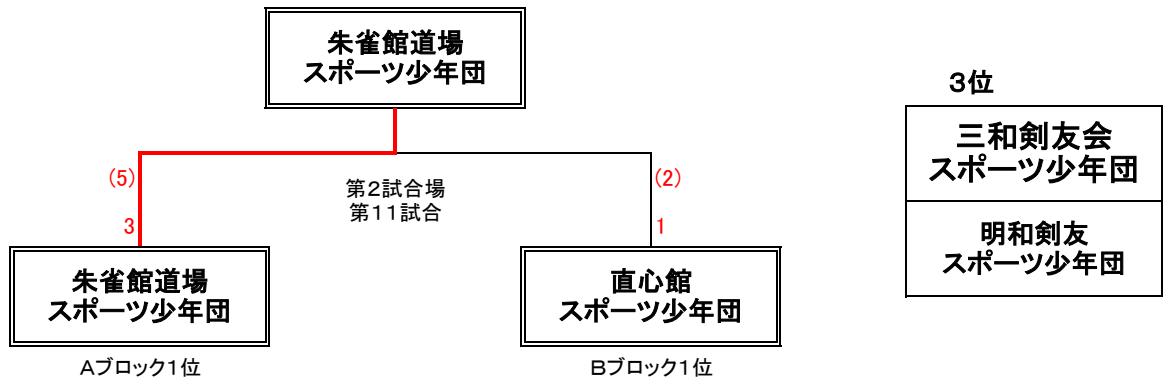 朱雀館道場
スポーツ少年団
(5)
(2)
第2試合場
第11試合
3
1
朱雀館道場
スポーツ少年団
Aブロック1位
直心館
スポーツ少年団
Bブロック1位
3位
三和剣友会
スポーツ少年団
明和剣友
スポーツ少年団